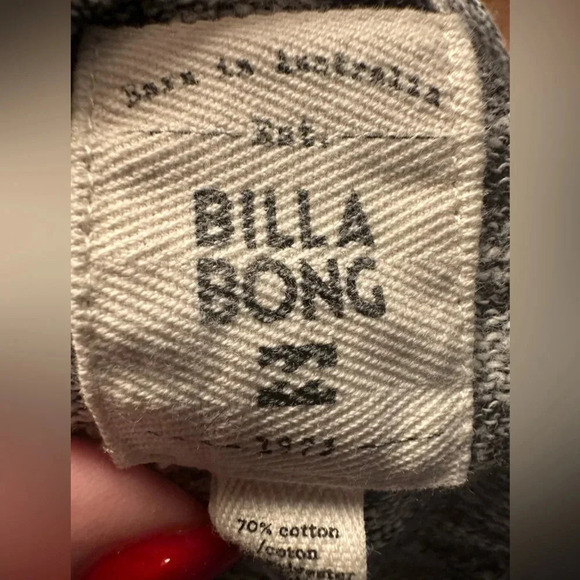 Born in Australia
Est.
BILLA
BONG
1973
70% cotton
/coton